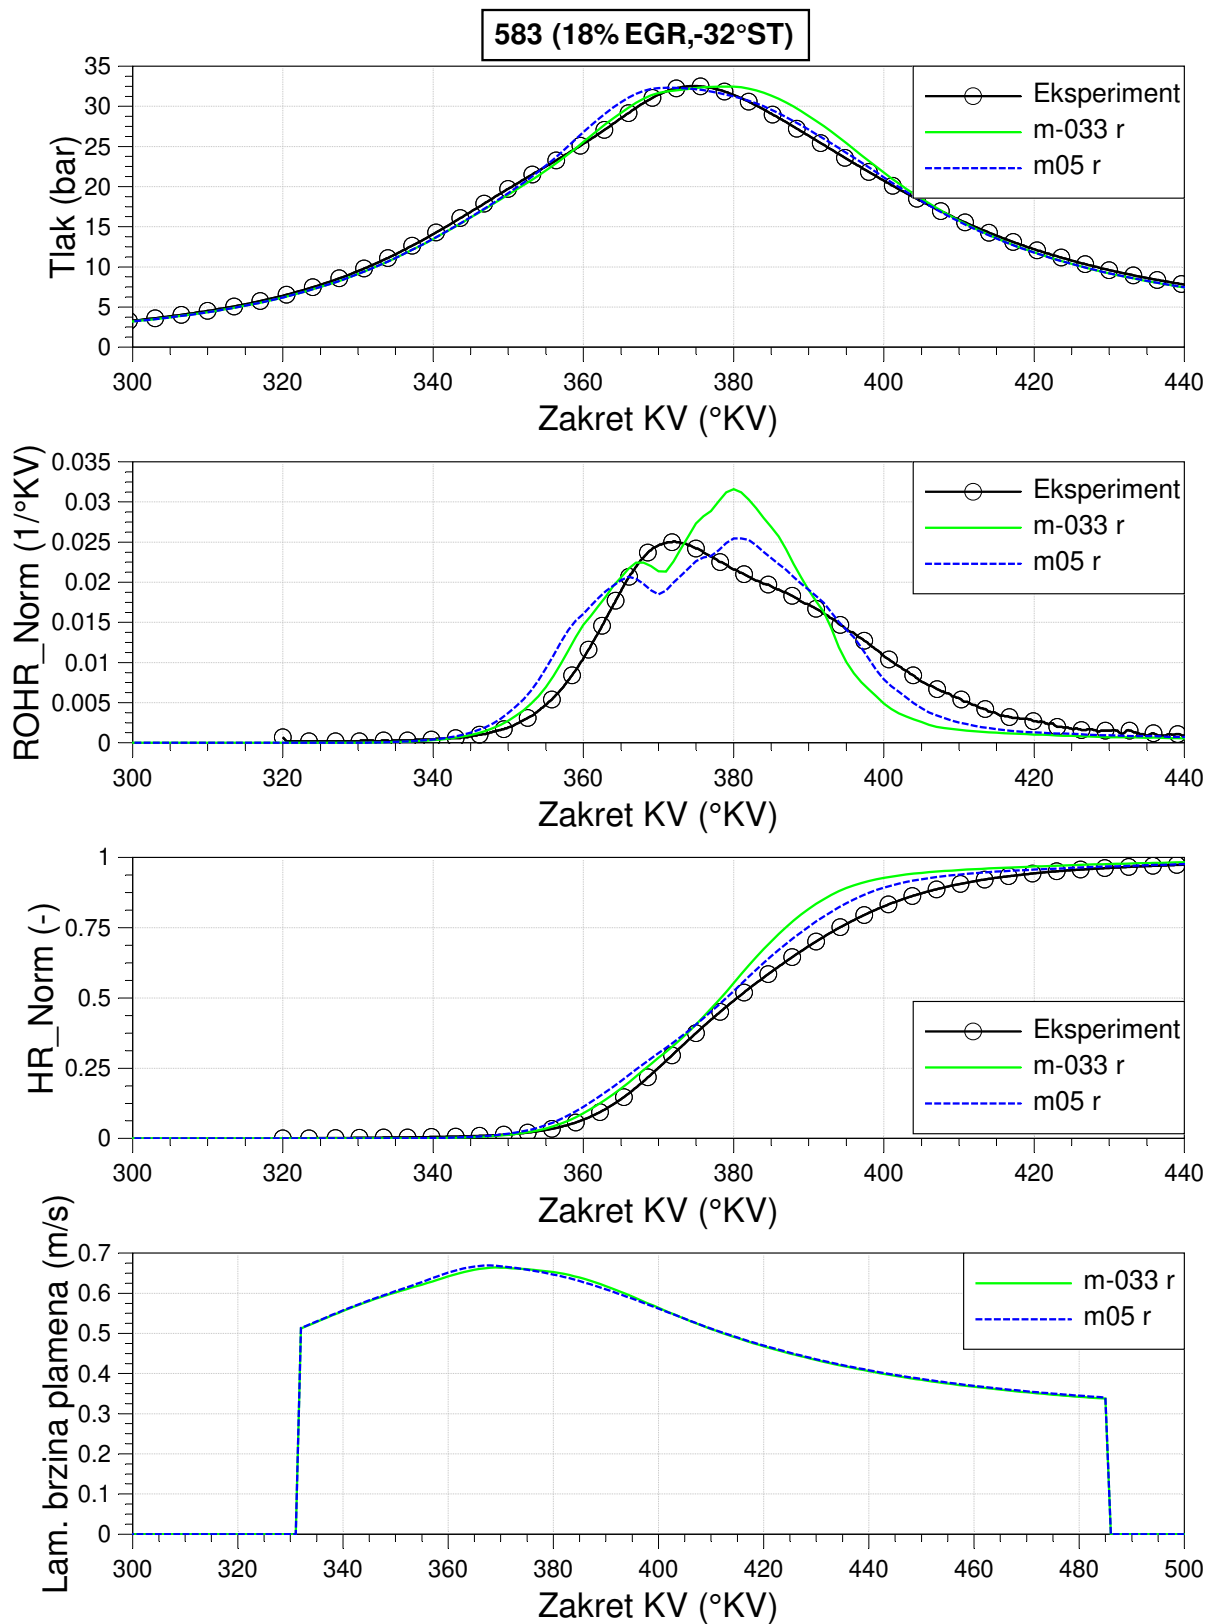 583 (18% EGR,-32°ST)
Tlak (bar)
35
30
25
20
15
10
5
0
Eksperiment
m-033 r
m05 r
300 320 340 360 380 400 420 440
Zakret KV (°KV)
ROHR_Norm (1/°KV)
0.035
0.03
0.025
0.02
0.015
0.01
0.005
0
Eksperiment
m-033 r
m05 r
300 320 340 360 380 400 420 440
Zakret KV (°KV)
HR_Norm (-)
1
0.75
0.5
0.25
0
Eksperiment
m-033 r
m05 r
300 320 340 360 380 400 420 440
Zakret KV (°KV)
Lam. brzina plamena (m/s)
0.7
0.6
0.5
0.4
0.3
0.2
0.1
0
m-033 r
m05 r
300 320 340 360 380 400 420 440 460 480 500
Zakret KV (°KV)